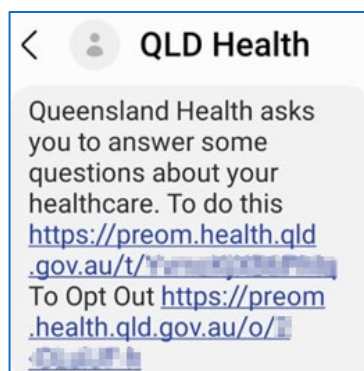 QLD Health
Queensland Health asks
you to answer some
questions about your
healthcare. To do this
https://preom.health.qld
.gov.au/t/
To Opt Out https://preom
.health.qld.gov.au/o/